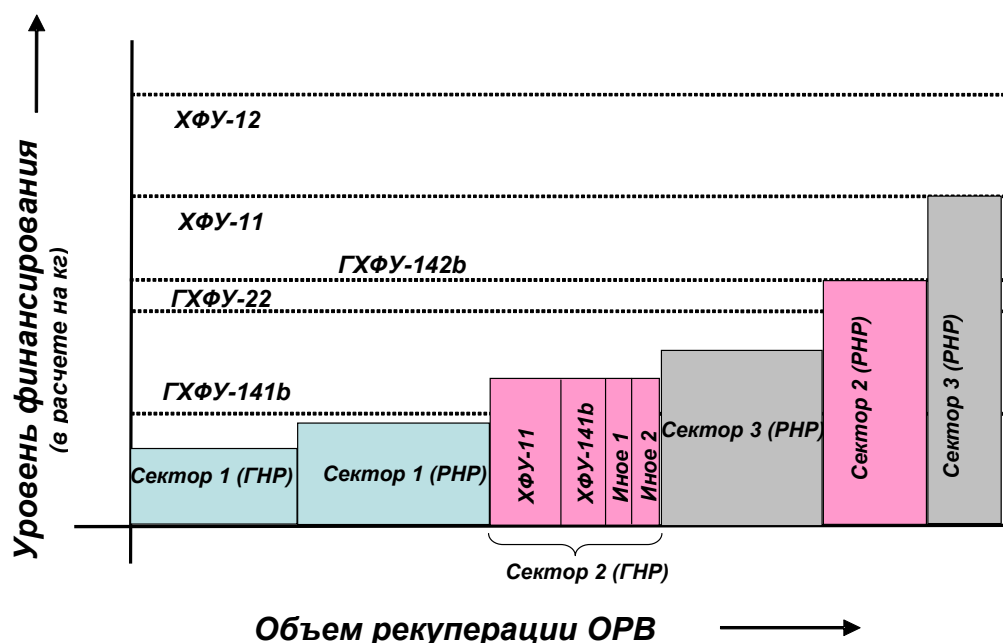 Уровень финансирования
(в расчете на кг)
ХФУ-12
ХФУ-11
ГХФУ-142b
ГХФУ-22
ГХФУ-141b
Сектор 1 (ГНР)
Сектор 1 (РНР)
ХФУ-11
ХФУ-141b
Иное 1
Иное 2
Сектор 3 (РНР)
Сектор 2 (РНР)
Сектор 3 (РНР)
Сектор 2 (ГНР)
Объем рекуперации ОРВ